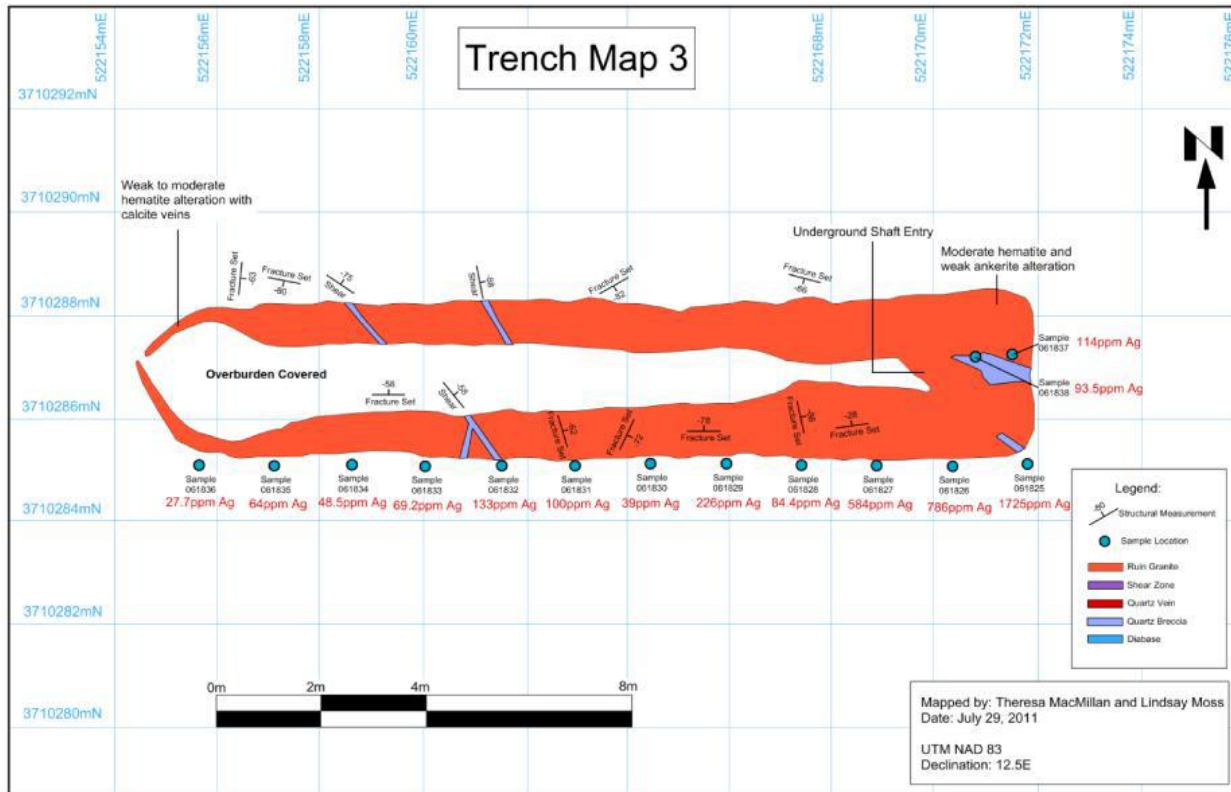 522154mE
522156mE
522158mE
522160mE
522168mE
522170mE
522172mE
522174mE
522176mE
Trench Map 3
3710292mN
3710290mN
3710288mN
3710286mN
3710284mN
3710282mN
3710280mN
N
Weak to moderate
hematite alteration with
calcite veins
Underground Shaft Entry
Moderate hematite and
weak ankerite alteration
Fracture Set
-63
Fracture Set
-80
-75
Shear
Shear
-68
Fracture Set
-82
Fracture Set
-66
Sample
061837
114ppm Ag
Sample
061838
93.5ppm Ag
Overburden Covered
-58
Fracture Set
-58
Shear
Fracture Set
-62
Fracture Set
-72
-78
Fracture Set
Fracture Set
-28
Fracture Set
Sample
061836
27.7ppm Ag
Sample
061835
64ppm Ag
Sample
061834
48.5ppm Ag
Sample
061833
69.2ppm Ag
Sample
061832
133ppm Ag
Sample
061831
100ppm Ag
Sample
061830
39ppm Ag
Sample
061829
226ppm Ag
Sample
061828
84.4ppm Ag
Sample
061827
584ppm Ag
Sample
061826
786ppm Ag
Sample
061825
1725ppm Ag
Legend:
Structural Measurement
Sample Location
Ruin Granite
Shear Zone
Quartz Vein
Quartz Breccia
Diabase
0m
2m
4m
8m
Mapped by: Theresa MacMillan and Lindsay Moss
Date: July 29, 2011
UTM NAD 83
Declination: 12.5E